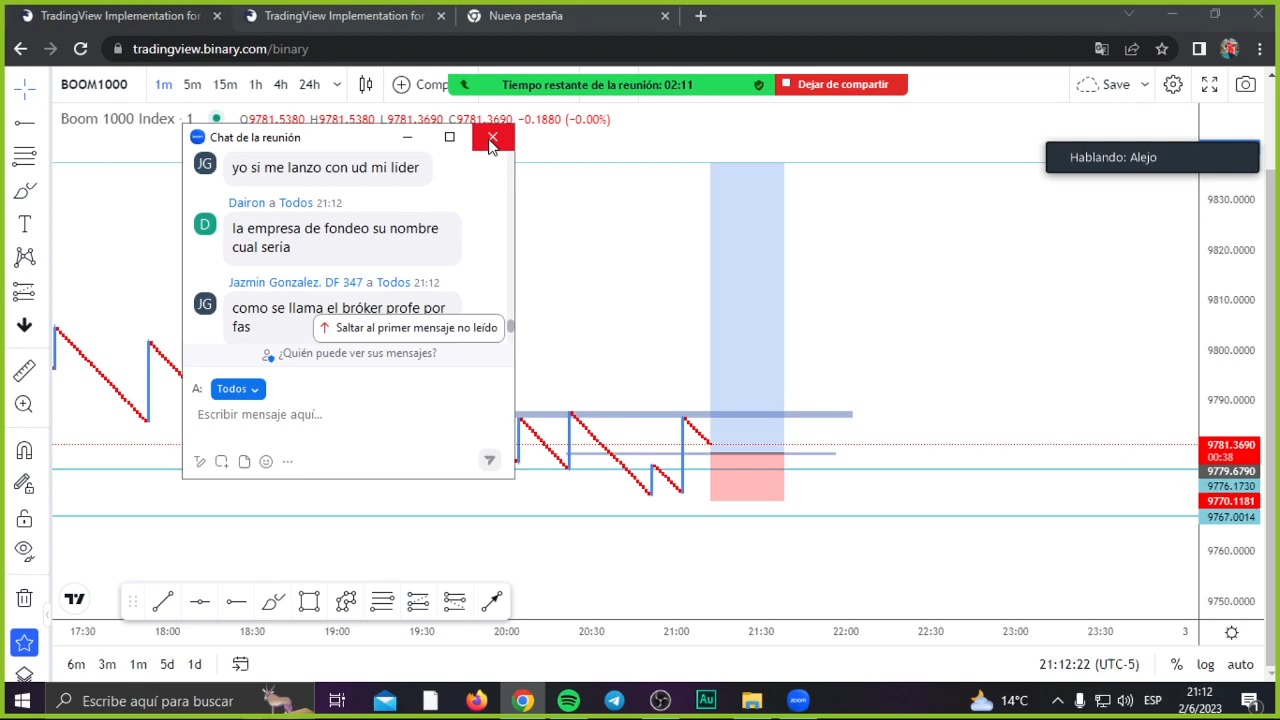 TradingView Implementation for
TradingView Implementation for
Nueva pestaña
tradingview.binary.com/binary
BOOM1000 1m 5m 15m 1h 4h 24h Comp
Tiempo restante de la reunión: 02:11
Dejar de compartir
Save
Boom 1000 Index · 1 O9781.5380 H9781.5380 L9781.3690 C9781.3690 −0.1880 (−0.00%)
Chat de la reunión
Hablando: Alejo
JG
yo si me lanzo con ud mi lider
Dairon a Todos 21:12
D
la empresa de fondeo su nombre
cual seria
Jazmin Gonzalez. DF 347 a Todos 21:12
JG
como se llama el bróker profe por
fas
Saltar al primer mensaje no leído
¿Quién puede ver sus mensajes?
A: Todos
Escribir mensaje aquí...
9830.0000
9820.0000
9810.0000
9800.0000
9790.0000
9781.3690
00:38
9779.6790
9776.1730
9770.1181
9767.0014
9760.0000
9750.0000
17:30 18:00 18:30 19:00 19:30 20:00 20:30 21:00 21:30 22:00 22:30 23:00 23:30 3
6m 3m 1m 5d 1d
21:12:22 (UTC-5) % log auto
Escribe aquí para buscar
Au
zoom
14°C
ESP
21:12
2/6/2023
1